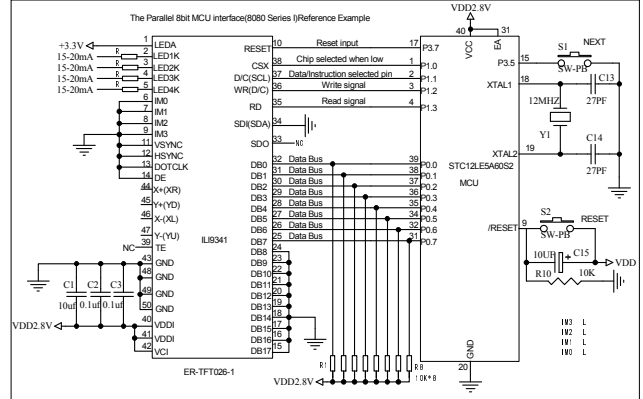 The Parallel 8bit MCU interface(8080 Series I)Reference Example
VDD2.8V
+3.3V
15-20mA R
15-20mA R
15-20mA R
15-20mA R
1 LEDA
2 LED1K
3 LED2K
4 LED3K
5 LED4K
6 IM0
7 IM1
8 IM2
9 IM3
11 VSYNC
12 HSYNC
13 DOTCLK
14 DE
44 X+(XR)
45 Y+(YD)
46 X-(XL)
47 Y-(YU)
NC 39 TE
43 GND
48 GND
49 GND
50 GND
40 VDDI
41 VDDI
42 VCI
C1 C2 C3
10uf 0.1uf 0.1uf
VDD2.8V
ILI9341
ER-TFT026-1
RESET 10 Reset input 17 P3.7
CSX 38 Chip selected when low 1 P1.0
D/C(SCL) 37 Data/Instruction selected pin 2 P1.1
WR(D/C) 36 Write signal 3 P1.2
RD 35 Read signal 4 P1.3
SDI(SDA) 34
SDO 33 NC
DB0 32 Data Bus 39 P0.0
DB1 31 Data Bus 38 P0.1
DB2 30 Data Bus 37 P0.2
DB3 29 Data Bus 36 P0.3
DB4 28 Data Bus 35 P0.4
DB5 27 Data Bus 34 P0.5
DB6 26 Data Bus 32 P0.6
DB7 25 Data Bus 31 P0.7
DB8 24
DB9 23
DB10 22
DB11 21
DB12 20
DB13 19
DB14 18
DB15 17
DB16 16
DB17 15
R1 R8
10K*8
VDD2.8V
40 VCC
31 EA
STC12LE5A60S2
MCU
GND
20
P3.5 15
S1 NEXT
SW-PB
XTAL1 18
C13
27PF
12MHZ
Y1
XTAL2 19
C14
27PF
/RESET 9
S2 RESET
SW-PB
10UF + C15
VDD
R10 10K
IM3 L
IM2 L
IM1 L
IM0 L